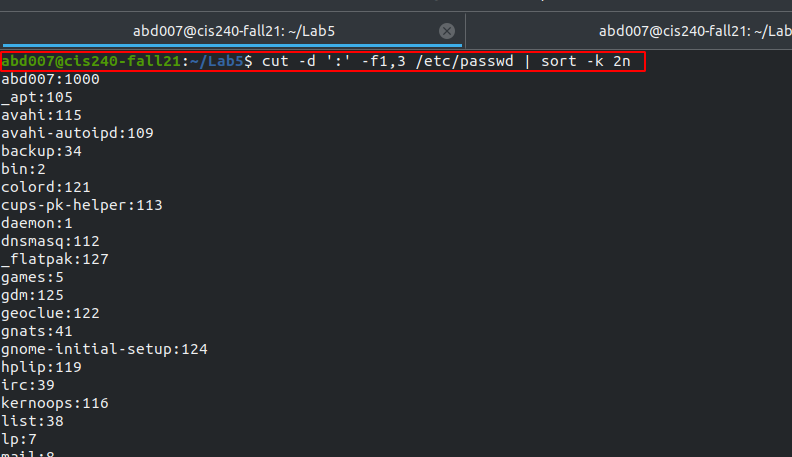 abd007@cis240-fall21: ~/Lab5
abd007@cis240-fall21: ~/Lab
abd007@cis240-fall21:~/Lab5$ cut -d ':' -f1,3 /etc/passwd | sort -k 2n
abd007:1000
_apt:105
avahi:115
avahi-autoipd:109
backup:34
bin:2
colord:121
cups-pk-helper:113
daemon:1
dnsmasq:112
_flatpak:127
games:5
gdm:125
geoclue:122
gnats:41
gnome-initial-setup:124
hplip:119
irc:39
kernoops:116
list:38
lp:7
mail:8